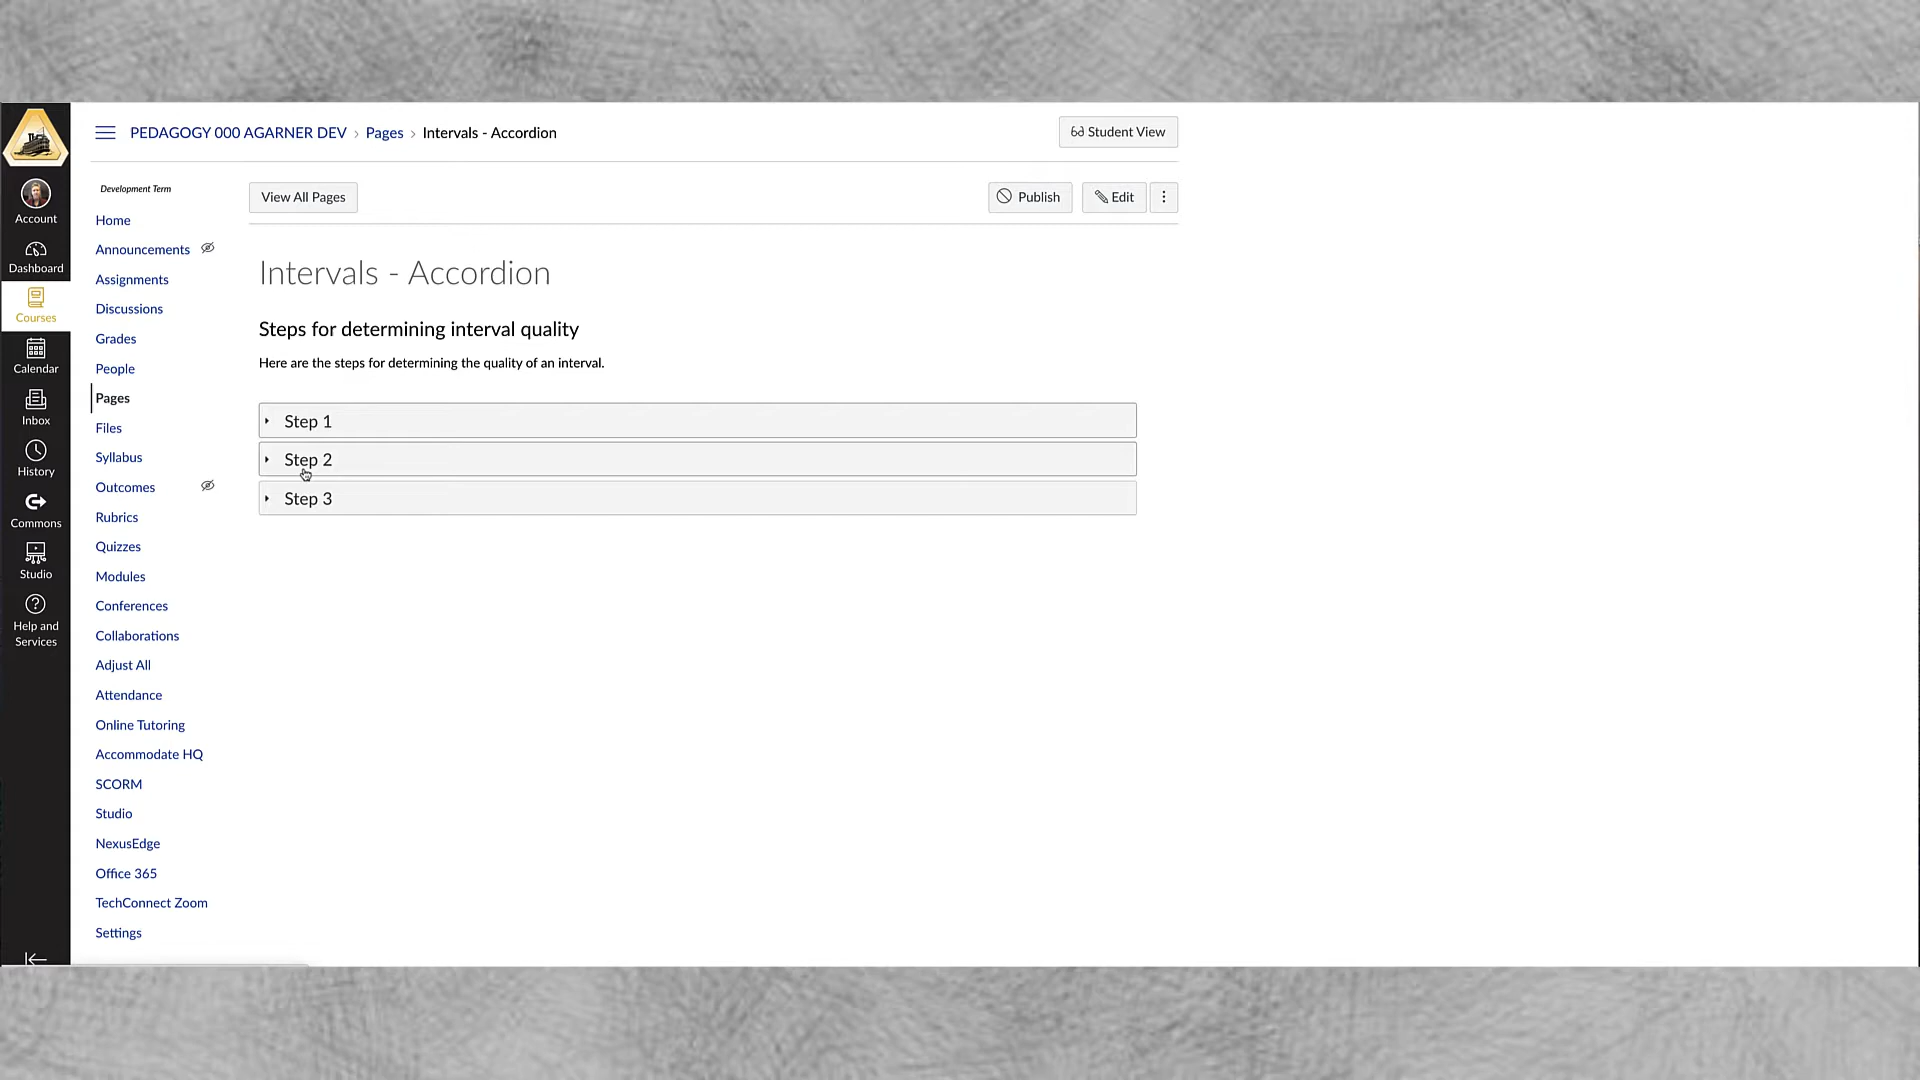 PEDAGOGY 000 AGARNER DEV › Pages › Intervals - Accordion
Student View
Account
Dashboard
Courses
Calendar
Inbox
History
Commons
Studio
Help and
Services
Development Term
Home
Announcements
Assignments
Discussions
Grades
People
Pages
Files
Syllabus
Outcomes
Rubrics
Quizzes
Modules
Conferences
Collaborations
Adjust All
Attendance
Online Tutoring
Accommodate HQ
SCORM
Studio
NexusEdge
Office 365
TechConnect Zoom
Settings
View All Pages
Publish
Edit
Intervals - Accordion
Steps for determining interval quality
Here are the steps for determining the quality of an interval.
Step 1
Step 2
Step 3